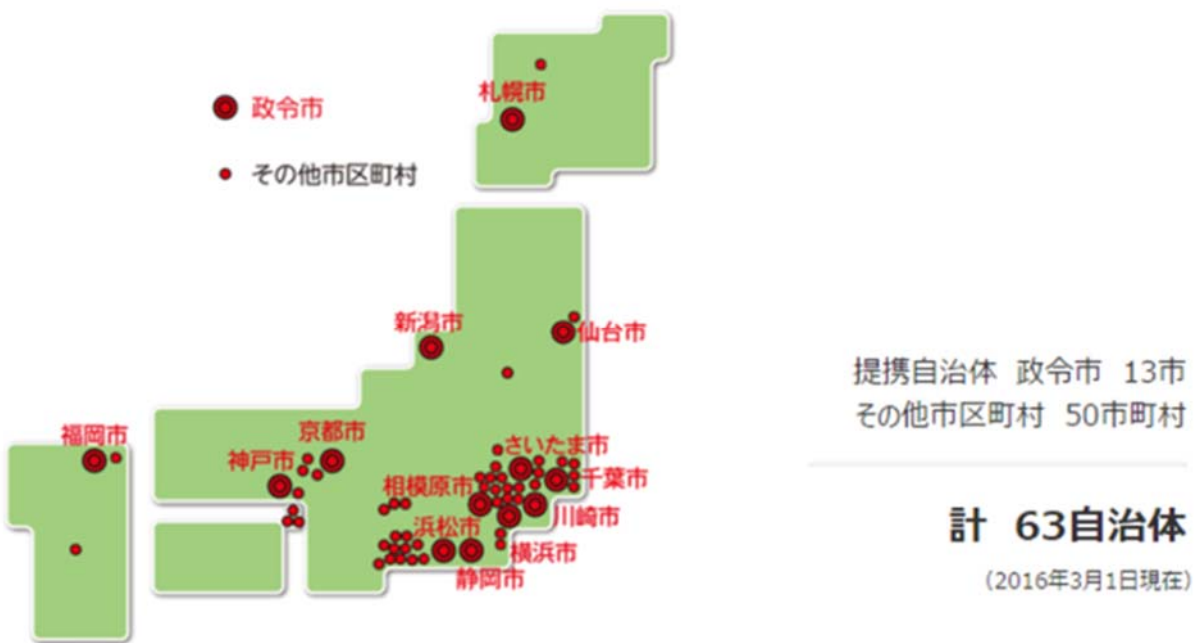 札幌市
政令市
その他市区町村
新潟市
仙台市
提携自治体 政令市 13市
その他市区町村 50市町村
福岡市
京都市
さいたま市
神戸市
相模原市
千葉市
浜松市
川崎市
横浜市
静岡市
計 63自治体
(2016年3月1日現在)